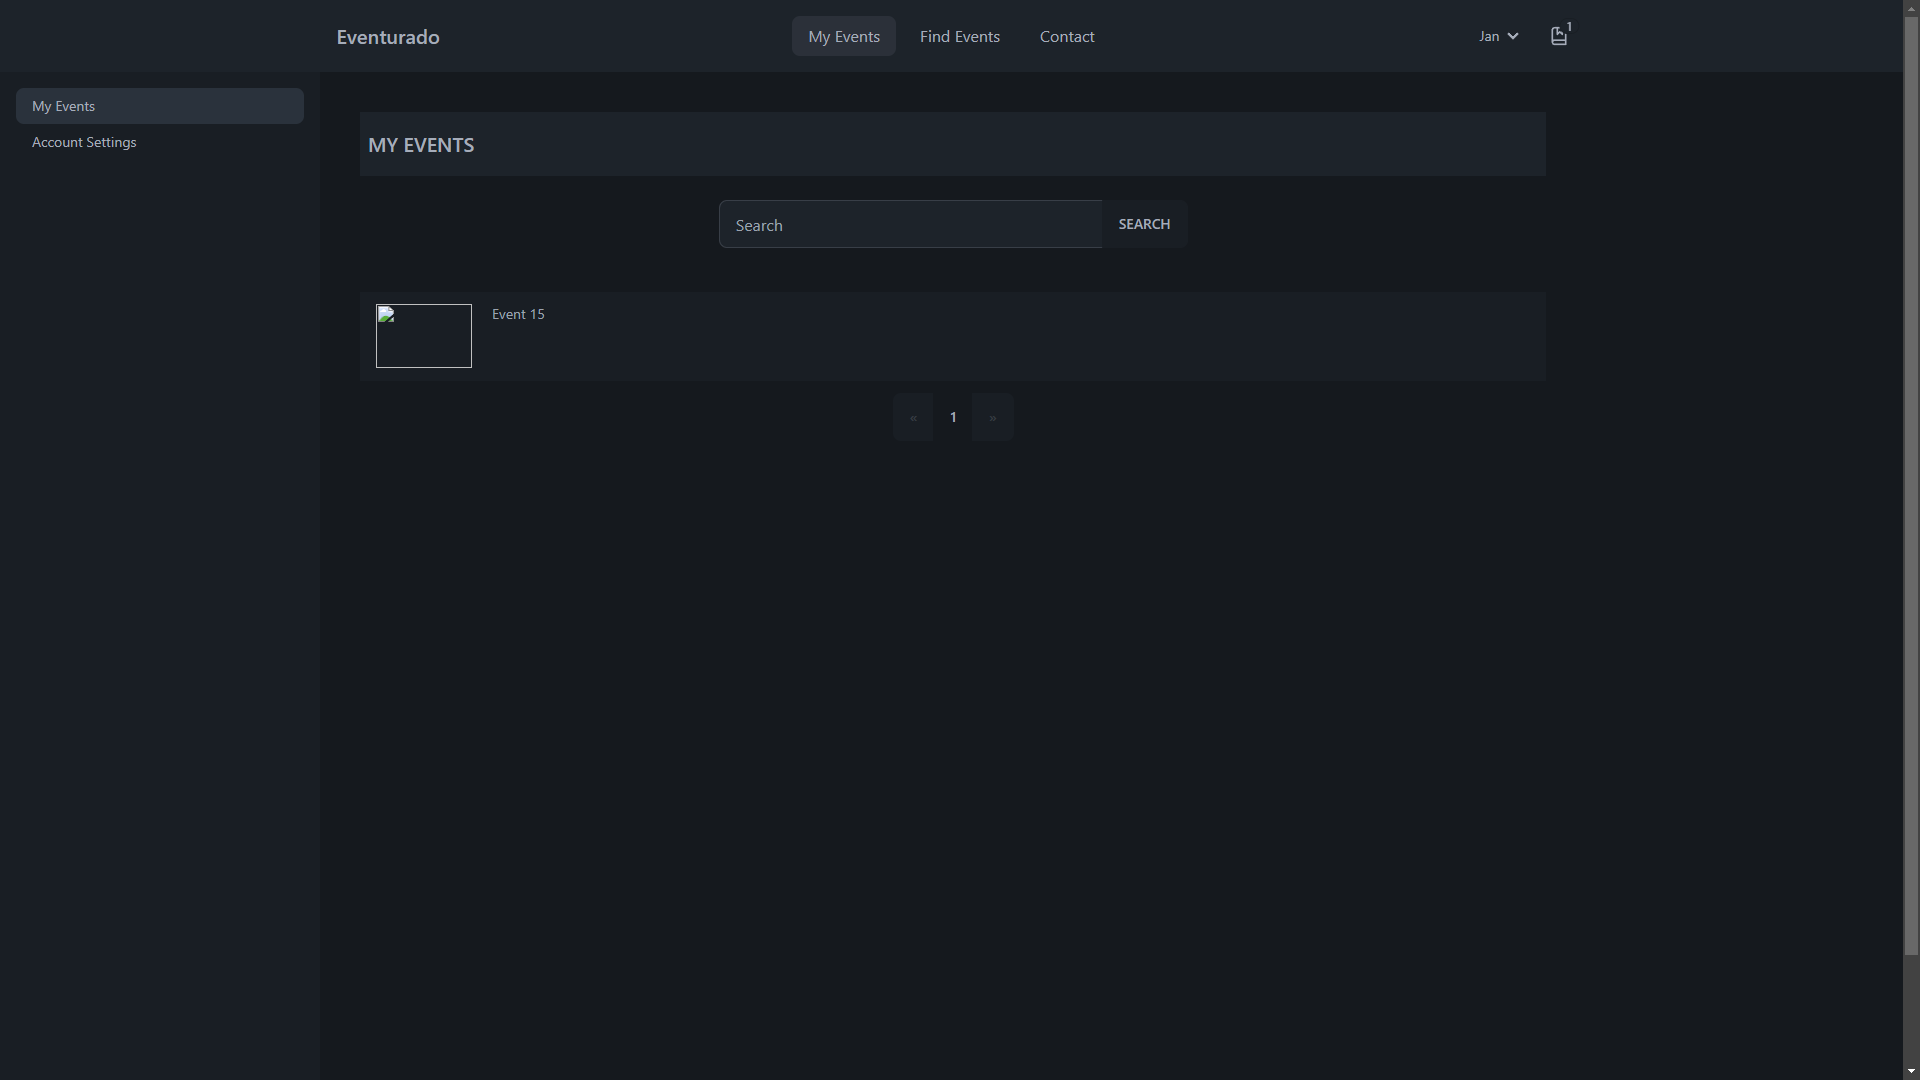 Eventurado
My Events
Find Events
Contact
Jan
1
My Events
Account Settings
MY EVENTS
Search
SEARCH
Event 15
«
1
»